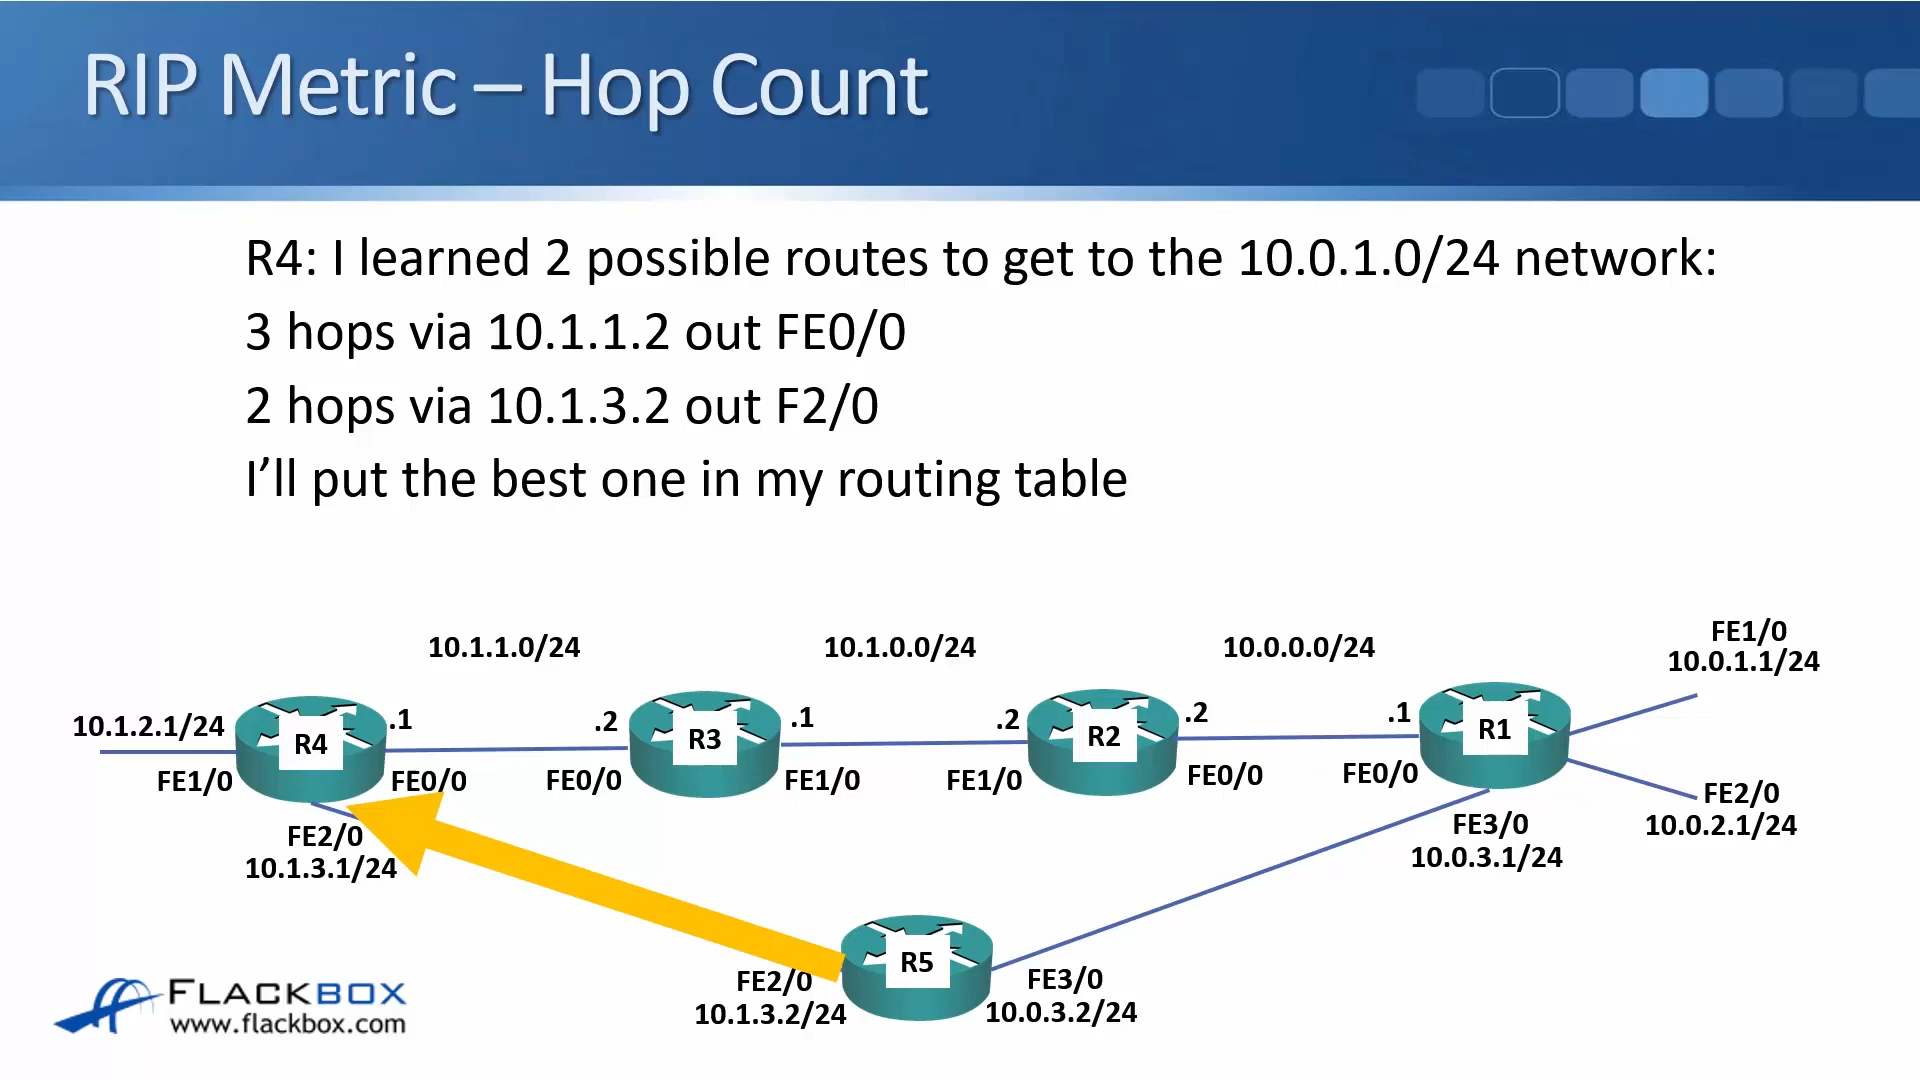 RIP Metric – Hop Count
R4: I learned 2 possible routes to get to the 10.0.1.0/24 network:
3 hops via 10.1.1.2 out FE0/0
2 hops via 10.1.3.2 out F2/0
I’ll put the best one in my routing table
10.1.1.0/24
10.1.0.0/24
10.0.0.0/24
FE1/0
10.0.1.1/24
10.1.2.1/24
R4
.1
.2
R3
.1
.2
R2
.2
.1
R1
FE1/0
FE0/0
FE0/0
FE1/0
FE1/0
FE0/0
FE0/0
FE2/0
10.0.2.1/24
FE2/0
10.1.3.1/24
FE3/0
10.0.3.1/24
R5
FE2/0
10.1.3.2/24
FE3/0
10.0.3.2/24
FLACKBOX
www.flackbox.com